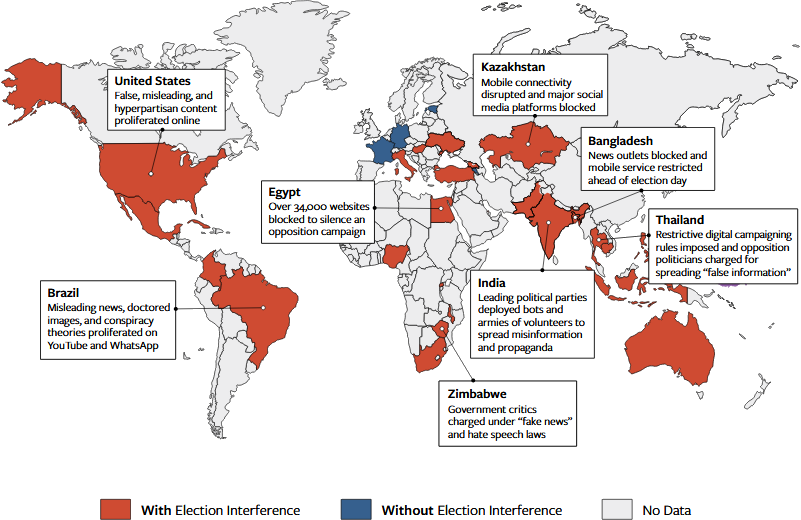 United States
False, misleading, and
hyperpartisan content
proliferated online
Kazakhstan
Mobile connectivity
disrupted and major social
media platforms blocked
Bangladesh
News outlets blocked and
mobile service restricted
ahead of election day
Egypt
Over 34,000 websites
blocked to silence an
opposition campaign
Thailand
Restrictive digital campaigning
rules imposed and opposition
politicians charged for
spreading “false information”
India
Leading political parties
deployed bots and
armies of volunteers to
spread misinformation
and propaganda
Brazil
Misleading news, doctored
images, and conspiracy
theories proliferated on
YouTube and WhatsApp
Zimbabwe
Government critics
charged under “fake news”
and hate speech laws
With Election Interference
Without Election Interference
No Data